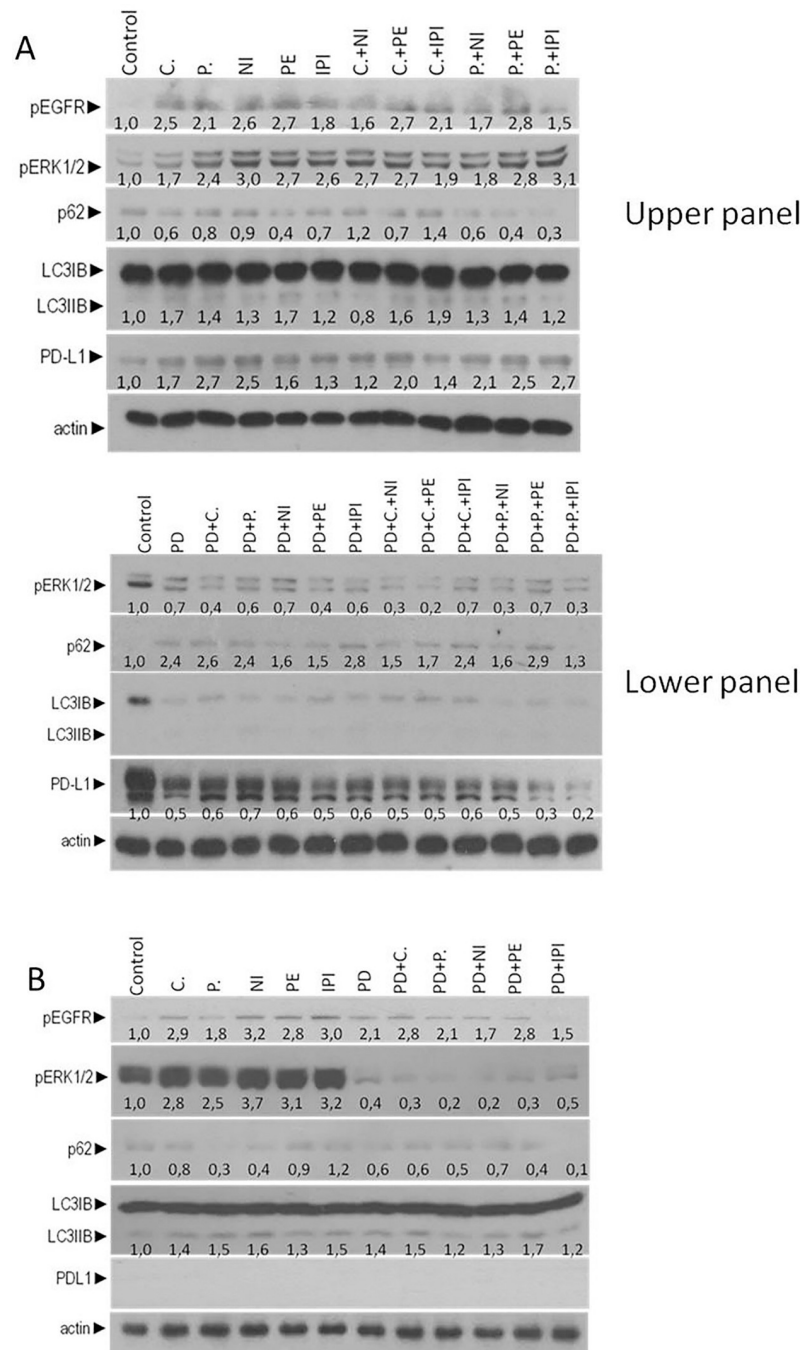 A
Control C. P. NI PE IPI C.+NI C.+PE C.+IPI P.+NI P.+PE P.+IPI
pEGFR
1,0 2,5 2,1 2,6 2,7 1,8 1,6 2,7 2,1 1,7 2,8 1,5
pERK1/2
1,0 1,7 2,4 3,0 2,7 2,6 2,7 2,7 1,9 1,8 2,8 3,1
p62
1,0 0,6 0,8 0,9 0,4 0,7 1,2 0,7 1,4 0,6 0,4 0,3
Upper panel
LC3IB
LC3IIB
1,0 1,7 1,4 1,3 1,7 1,2 0,8 1,6 1,9 1,3 1,4 1,2
PD-L1
1,0 1,7 2,7 2,5 1,6 1,3 1,2 2,0 1,4 2,1 2,5 2,7
actin
Control PD PD+C. PD+P. PD+NI PD+PE PD+IPI PD+C.+NI PD+C.+PE PD+C.+IPI PD+P.+NI PD+P.+PE PD+P.+IPI
pERK1/2
1,0 0,7 0,4 0,6 0,7 0,4 0,6 0,3 0,2 0,7 0,3 0,7 0,3
p62
1,0 2,4 2,6 2,4 1,6 1,5 2,8 1,5 1,7 2,4 1,6 2,9 1,3
Lower panel
LC3IB
LC3IIB
PD-L1
1,0 0,5 0,6 0,7 0,6 0,5 0,6 0,5 0,5 0,6 0,5 0,3 0,2
actin
B
Control C. P. NI PE IPI PD PD+C. PD+P. PD+NI PD+PE PD+IPI
pEGFR
1,0 2,9 1,8 3,2 2,8 3,0 2,1 2,8 2,1 1,7 2,8 1,5
pERK1/2
1,0 2,8 2,5 3,7 3,1 3,2 0,4 0,3 0,2 0,2 0,3 0,5
p62
1,0 0,8 0,3 0,4 0,9 1,2 0,6 0,6 0,5 0,7 0,4 0,1
LC3IB
LC3IIB
1,0 1,4 1,5 1,6 1,3 1,5 1,4 1,5 1,2 1,3 1,7 1,2
PDL1
actin